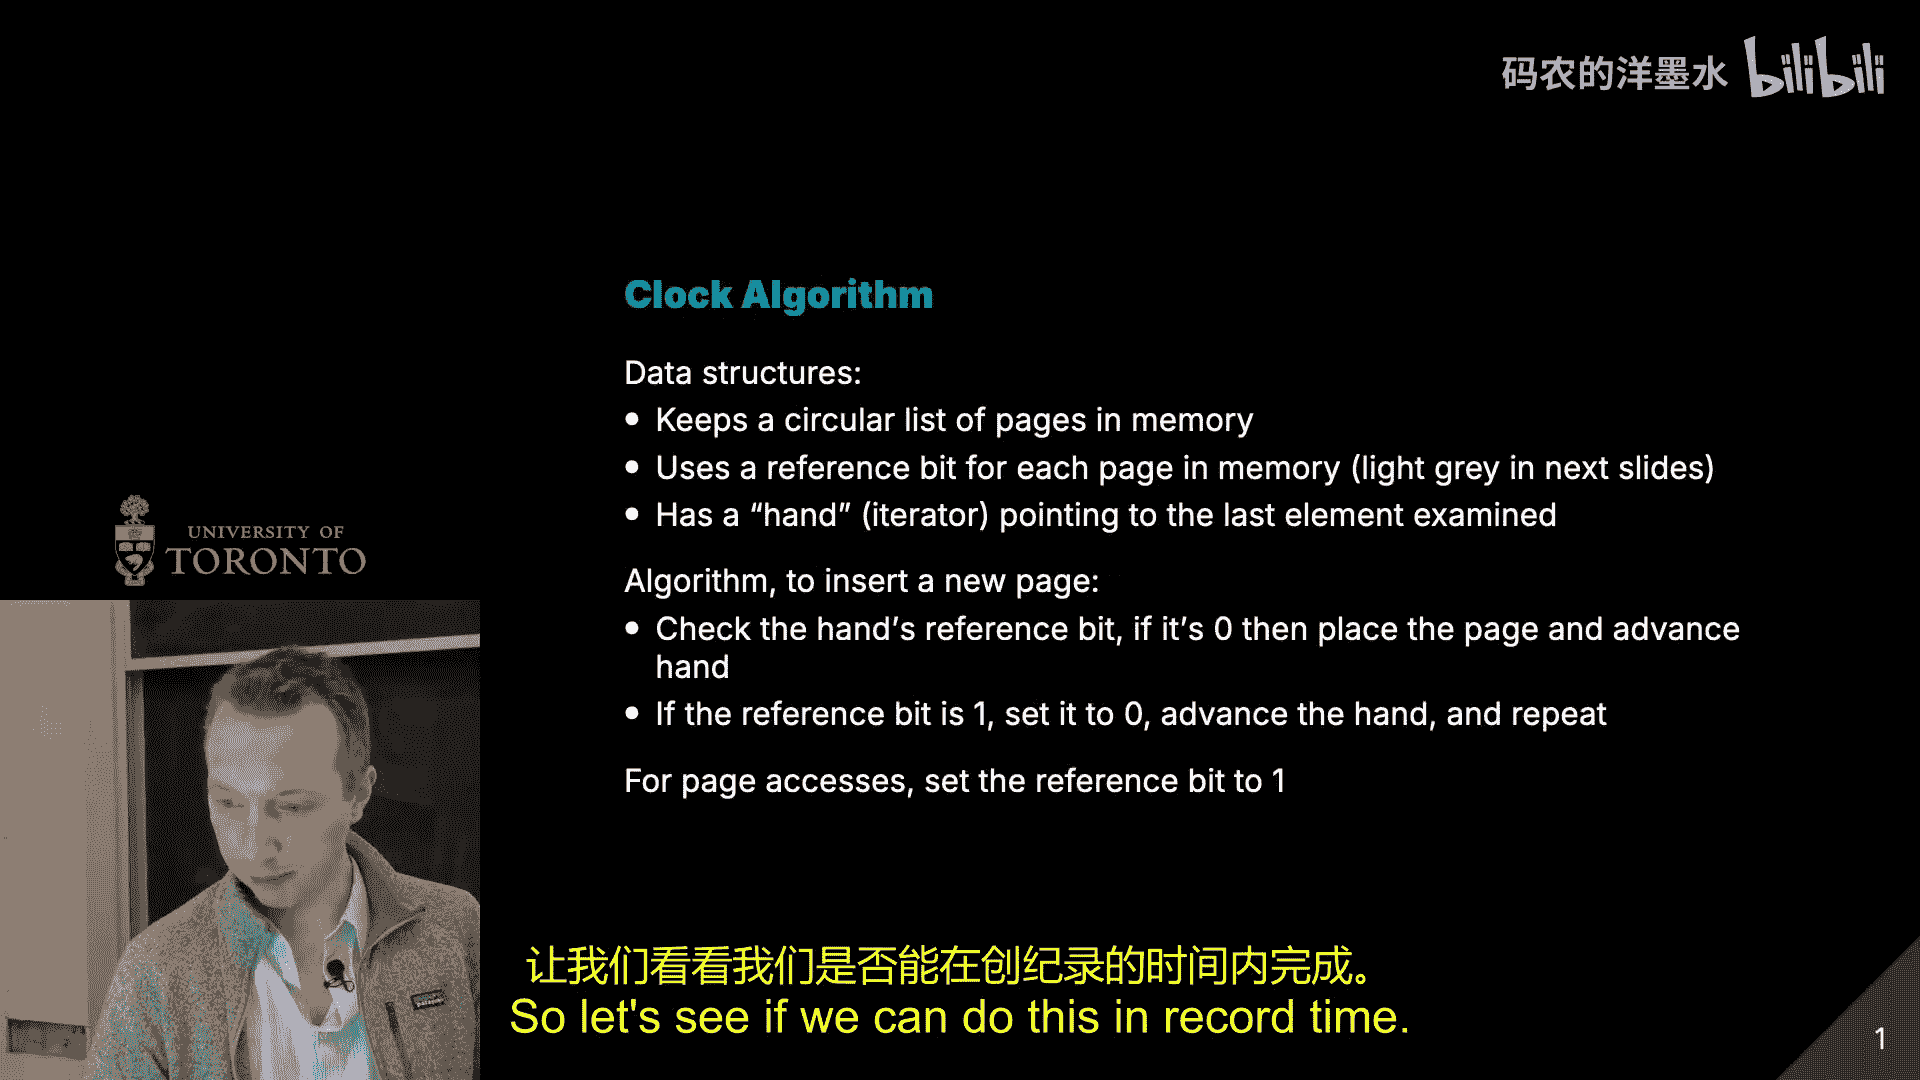 码农的洋墨水 bilibili
Clock Algorithm
Data structures:
• Keeps a circular list of pages in memory
• Uses a reference bit for each page in memory (light grey in next slides)
• Has a “hand” (iterator) pointing to the last element examined
UNIVERSITY OF
TORONTO
Algorithm, to insert a new page:
• Check the hand’s reference bit, if it’s 0 then place the page and advance
hand
• If the reference bit is 1, set it to 0, advance the hand, and repeat
For page accesses, set the reference bit to 1
让我们看看我们是否能在创纪录的时间内完成。
So let's see if we can do this in record time.
1